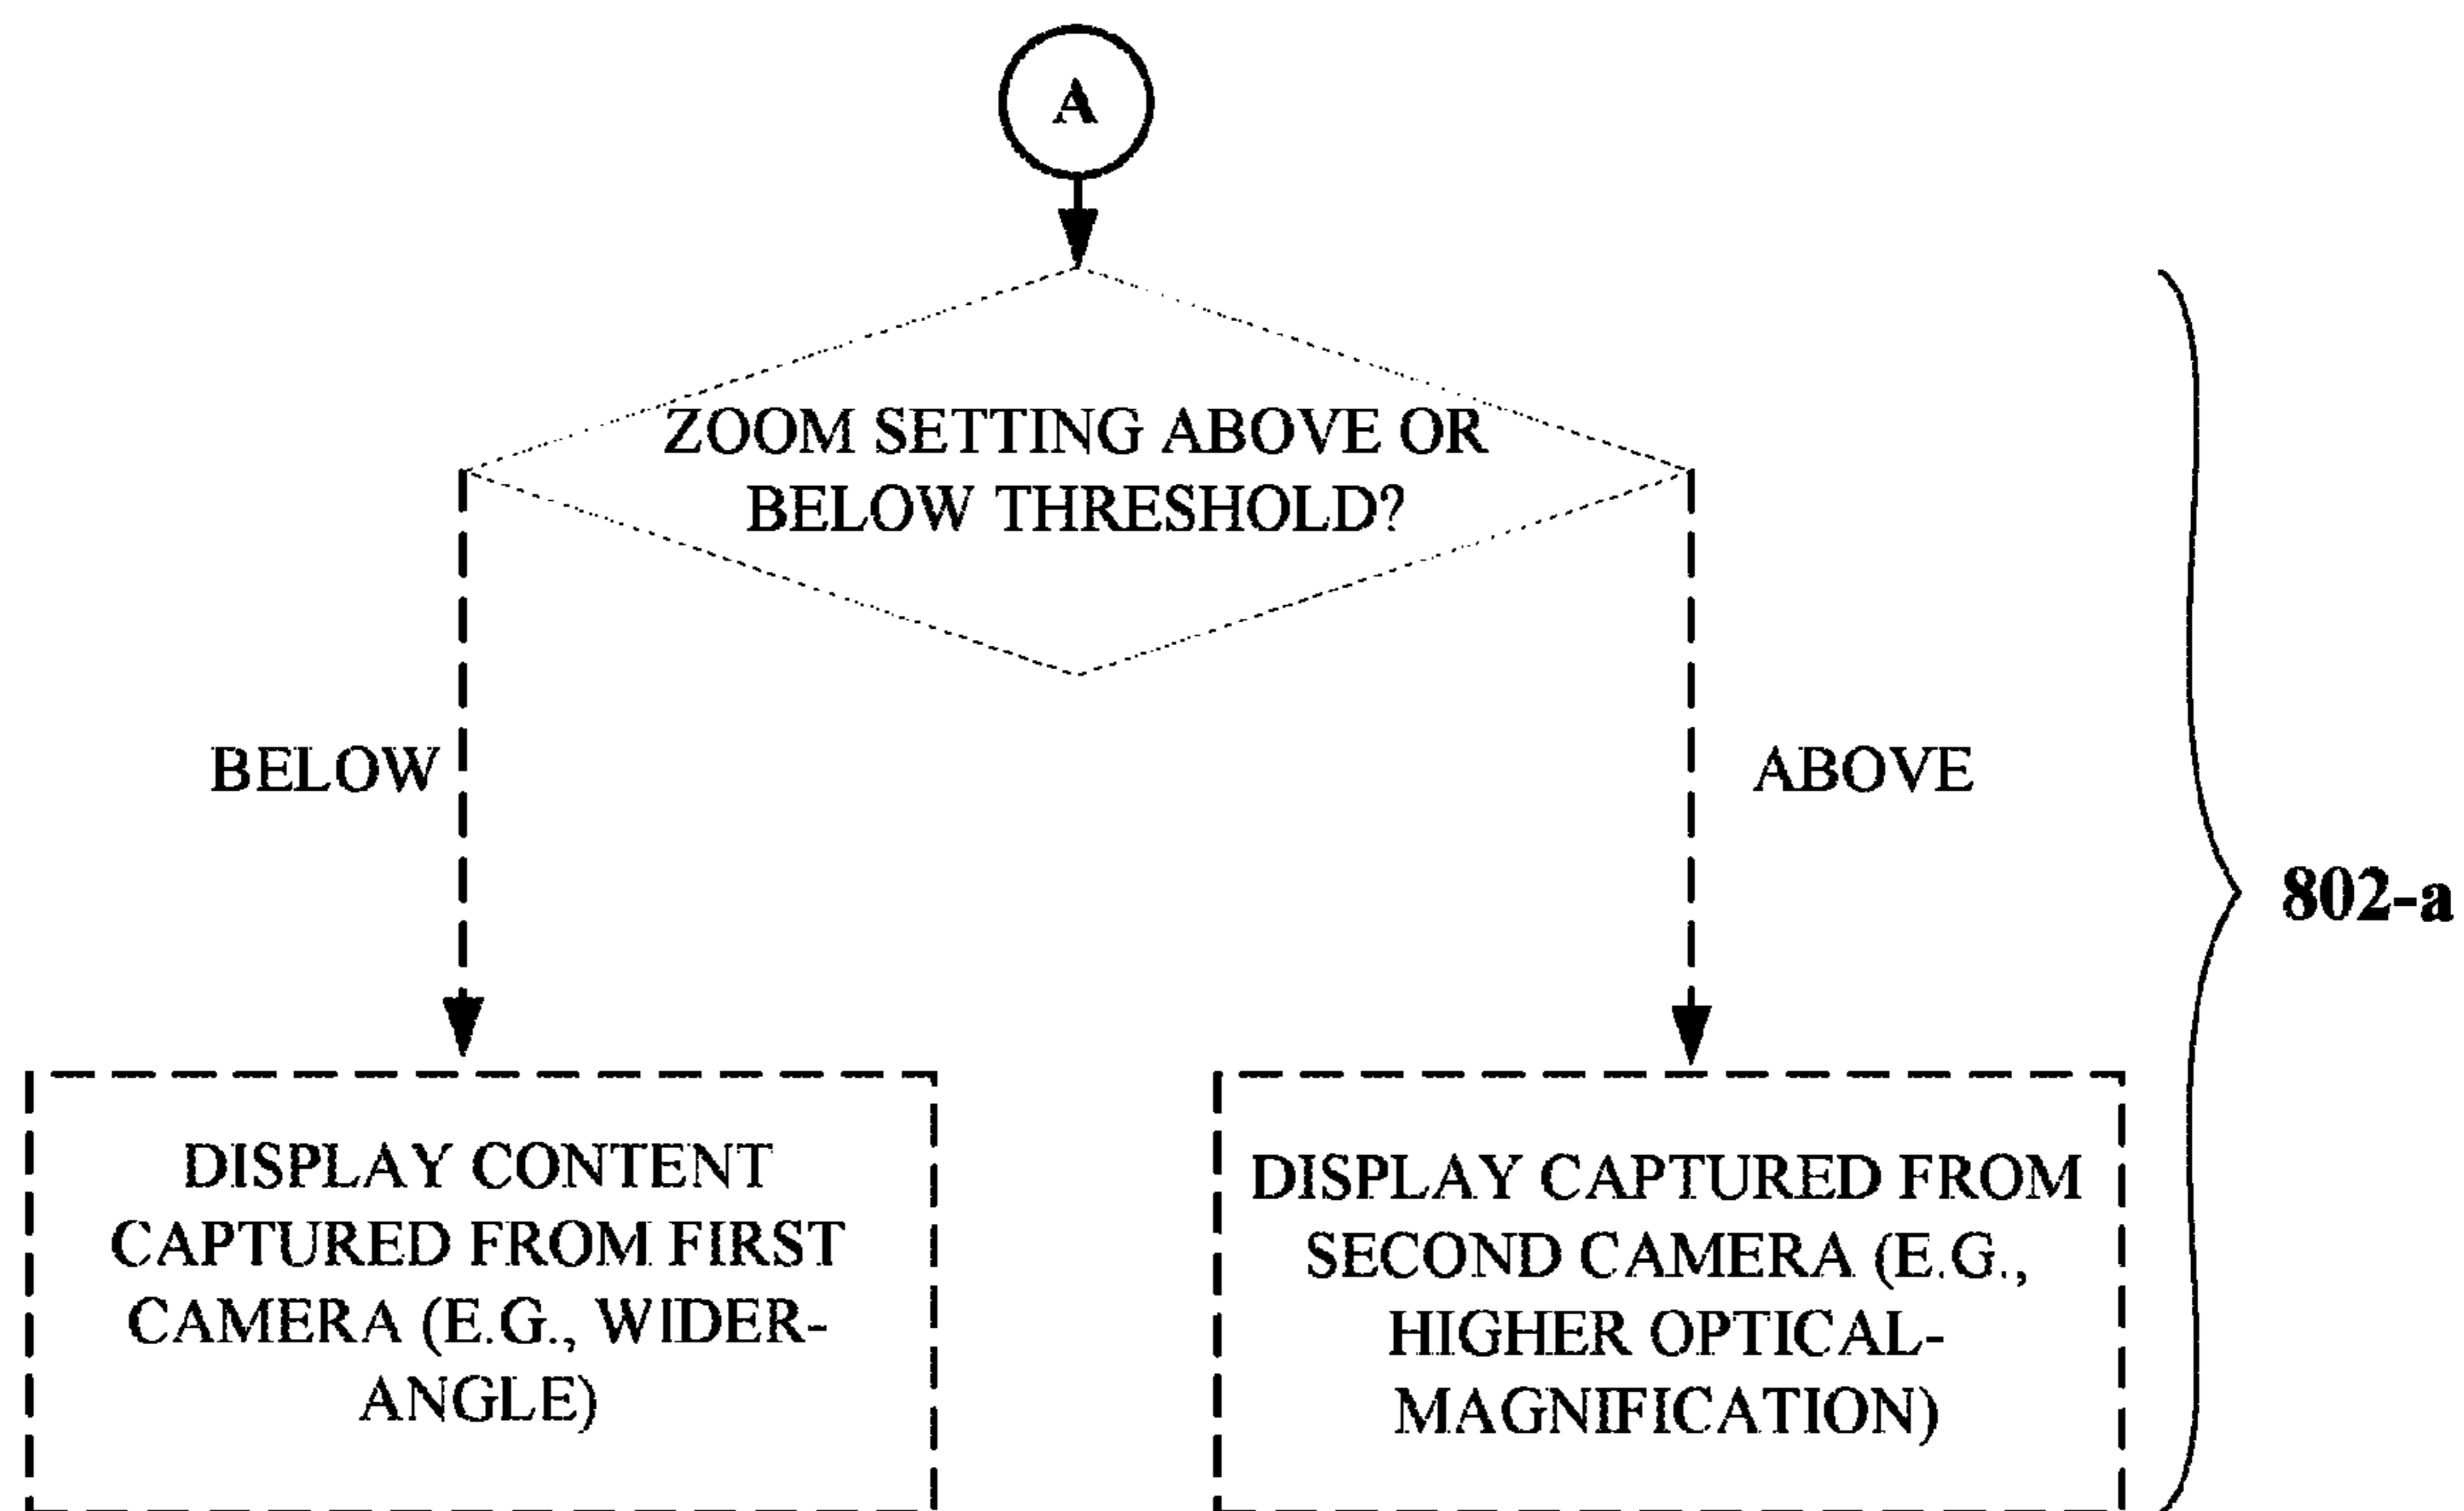 A
ZOOM SETTING ABOVE OR
BELOW THRESHOLD?
BELOW
ABOVE
802-a
DISPLAY CONTENT
CAPTURED FROM FIRST
CAMERA (E.G., WIDER-
ANGLE)
DISPLAY CAPTURED FROM
SECOND CAMERA (E.G.,
HIGHER OPTICAL-
MAGNIFICATION)